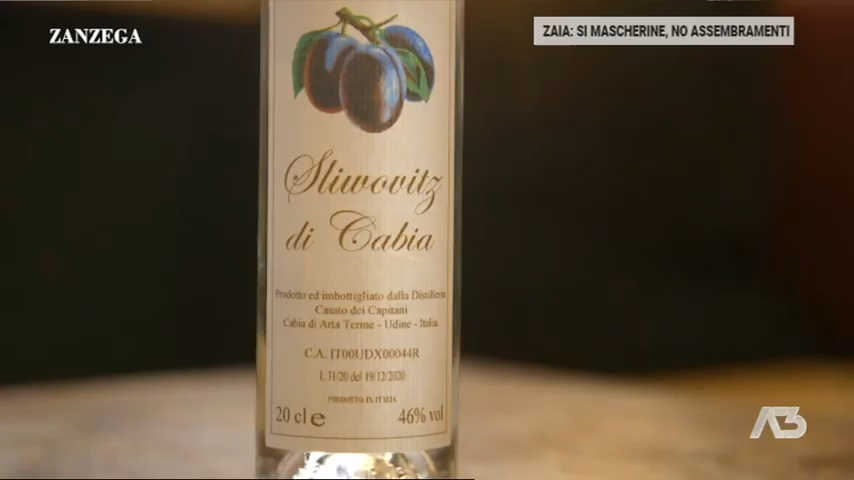 ZANZEGA
ZAIA: SI MASCHERINE, NO ASSEMBRAMENTI
Sliwovitz
di Cabia
Prodotto ed imbottigliato dalla Distilleria
Casato dei Capitani
Cabia di Arta Terme - Udine - Italia
C.A. IT00UDX00044R
L 31/20 del 19/12/2020
PRODOTTO IN ITALIA
20 cl e 46% vol
A3